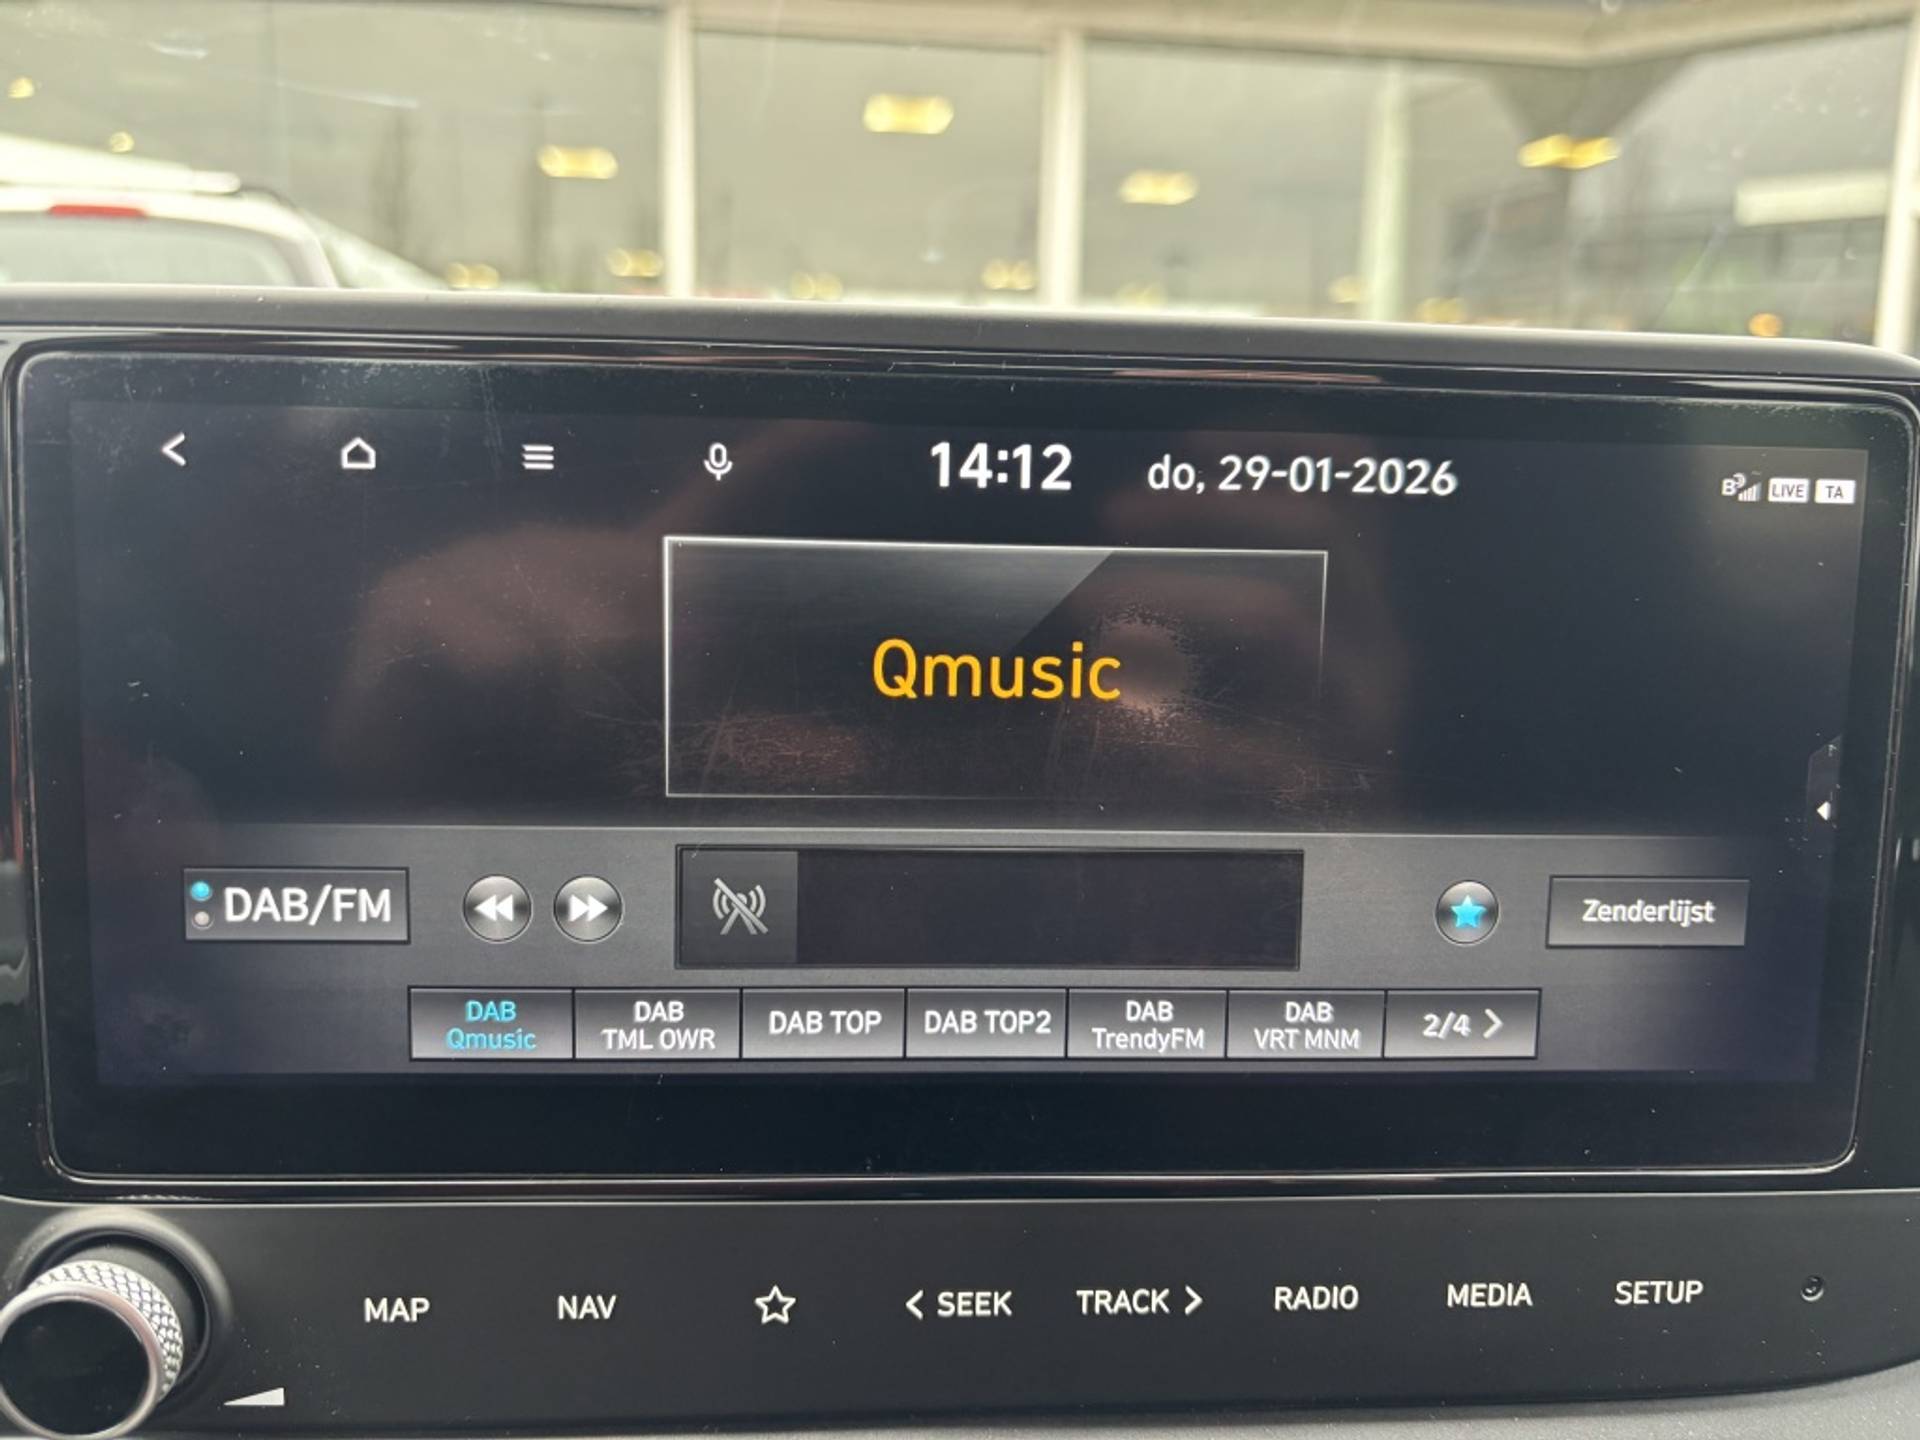 14:12 do, 29-01-2026
LIVE TA
Qmusic
DAB/FM
Zenderlijst
DAB
Qmusic
DAB
TML OWR
DAB TOP
DAB TOP2
DAB
TrendyFM
DAB
VRT MNM
2/4 >
MAP NAV < SEEK TRACK > RADIO MEDIA SETUP